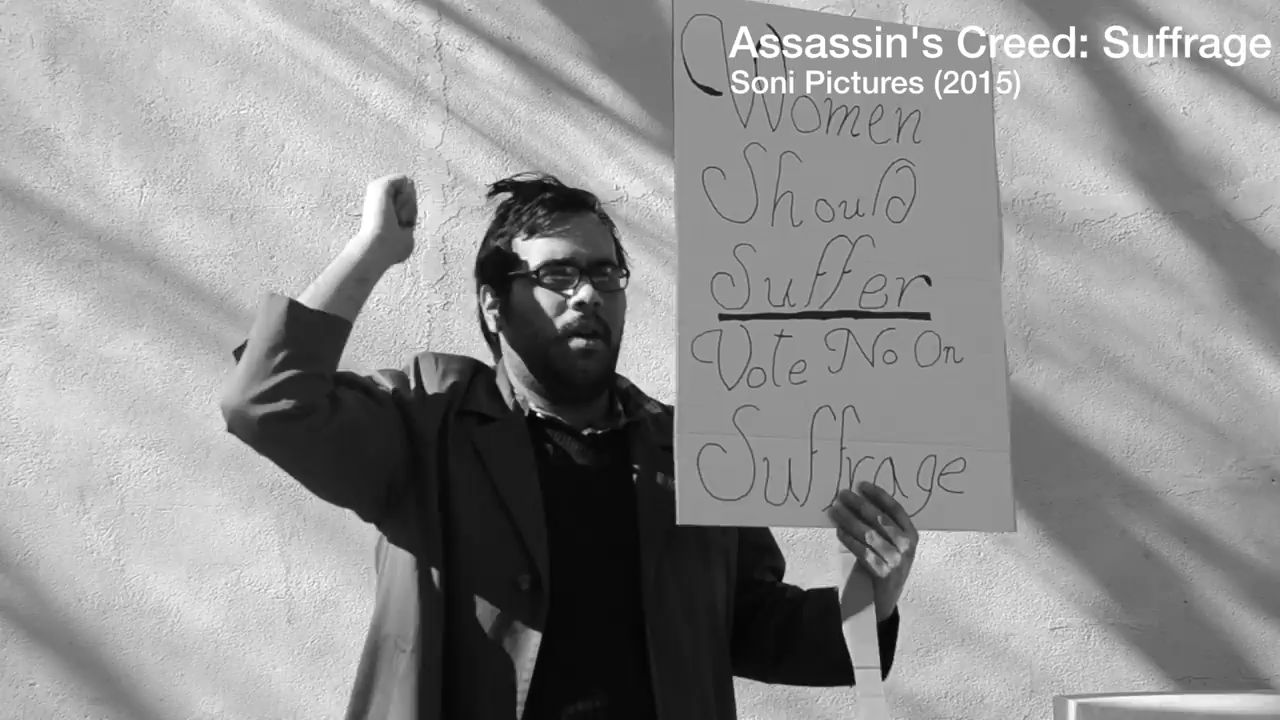 Assassin's Creed: Suffrage
Soni Pictures (2015)
Women
Should
Suffer
Vote No On
Suffrage